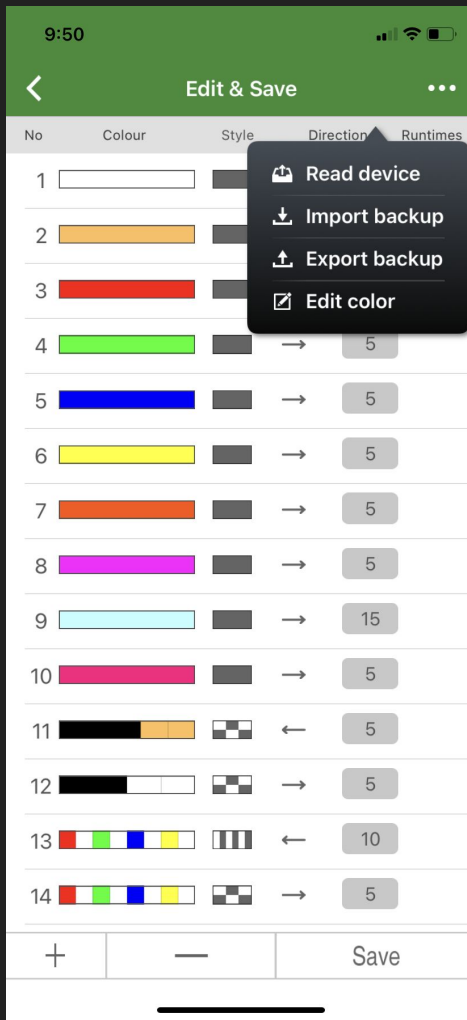 9:50
Edit & Save
No Colour Style Direction Runtimes
Read device
Import backup
Export backup
Edit color
1
2
3
4 → 5
5 → 5
6 → 5
7 → 5
8 → 5
9 → 15
10 → 5
11 ← 5
12 → 5
13 ← 10
14 → 5
+ — Save